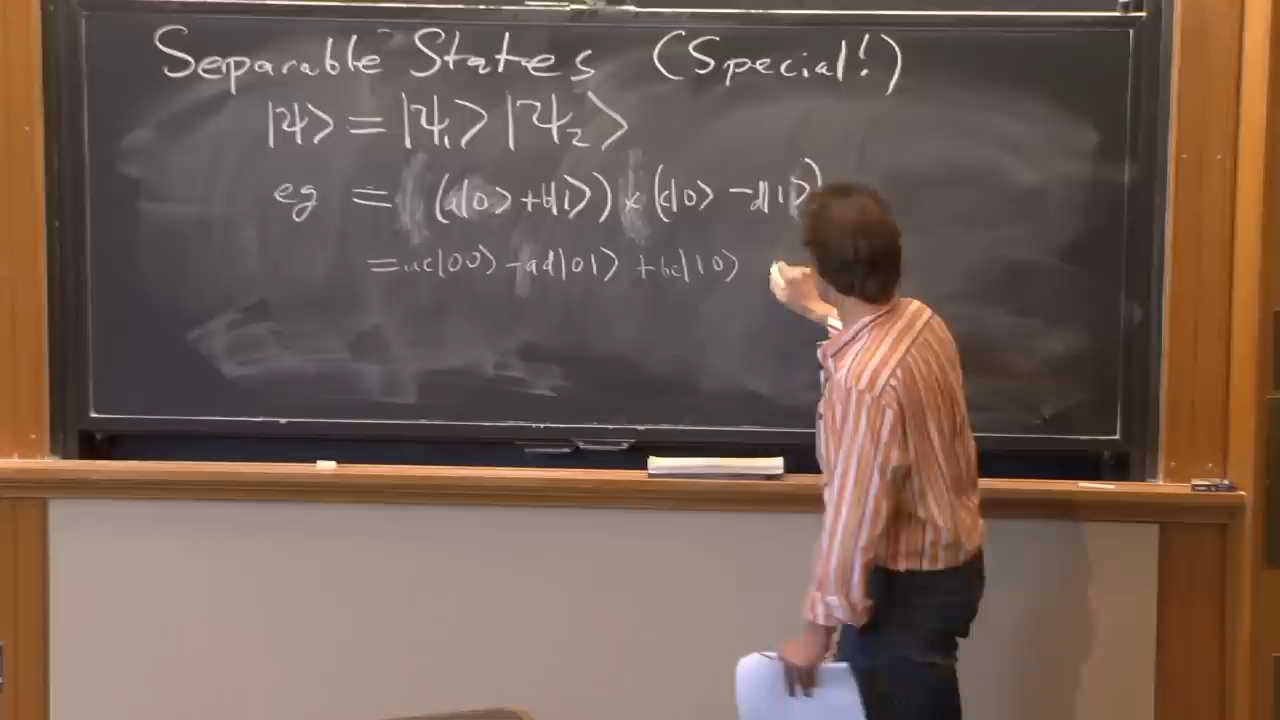 Separable States (Special!)
|ψ⟩ = |ψ₁⟩ |ψ₂⟩
eg = (a|0⟩ + b|1⟩) × (c|0⟩ - d|1⟩)
= ac|00⟩ - ad|01⟩ + bc|10⟩